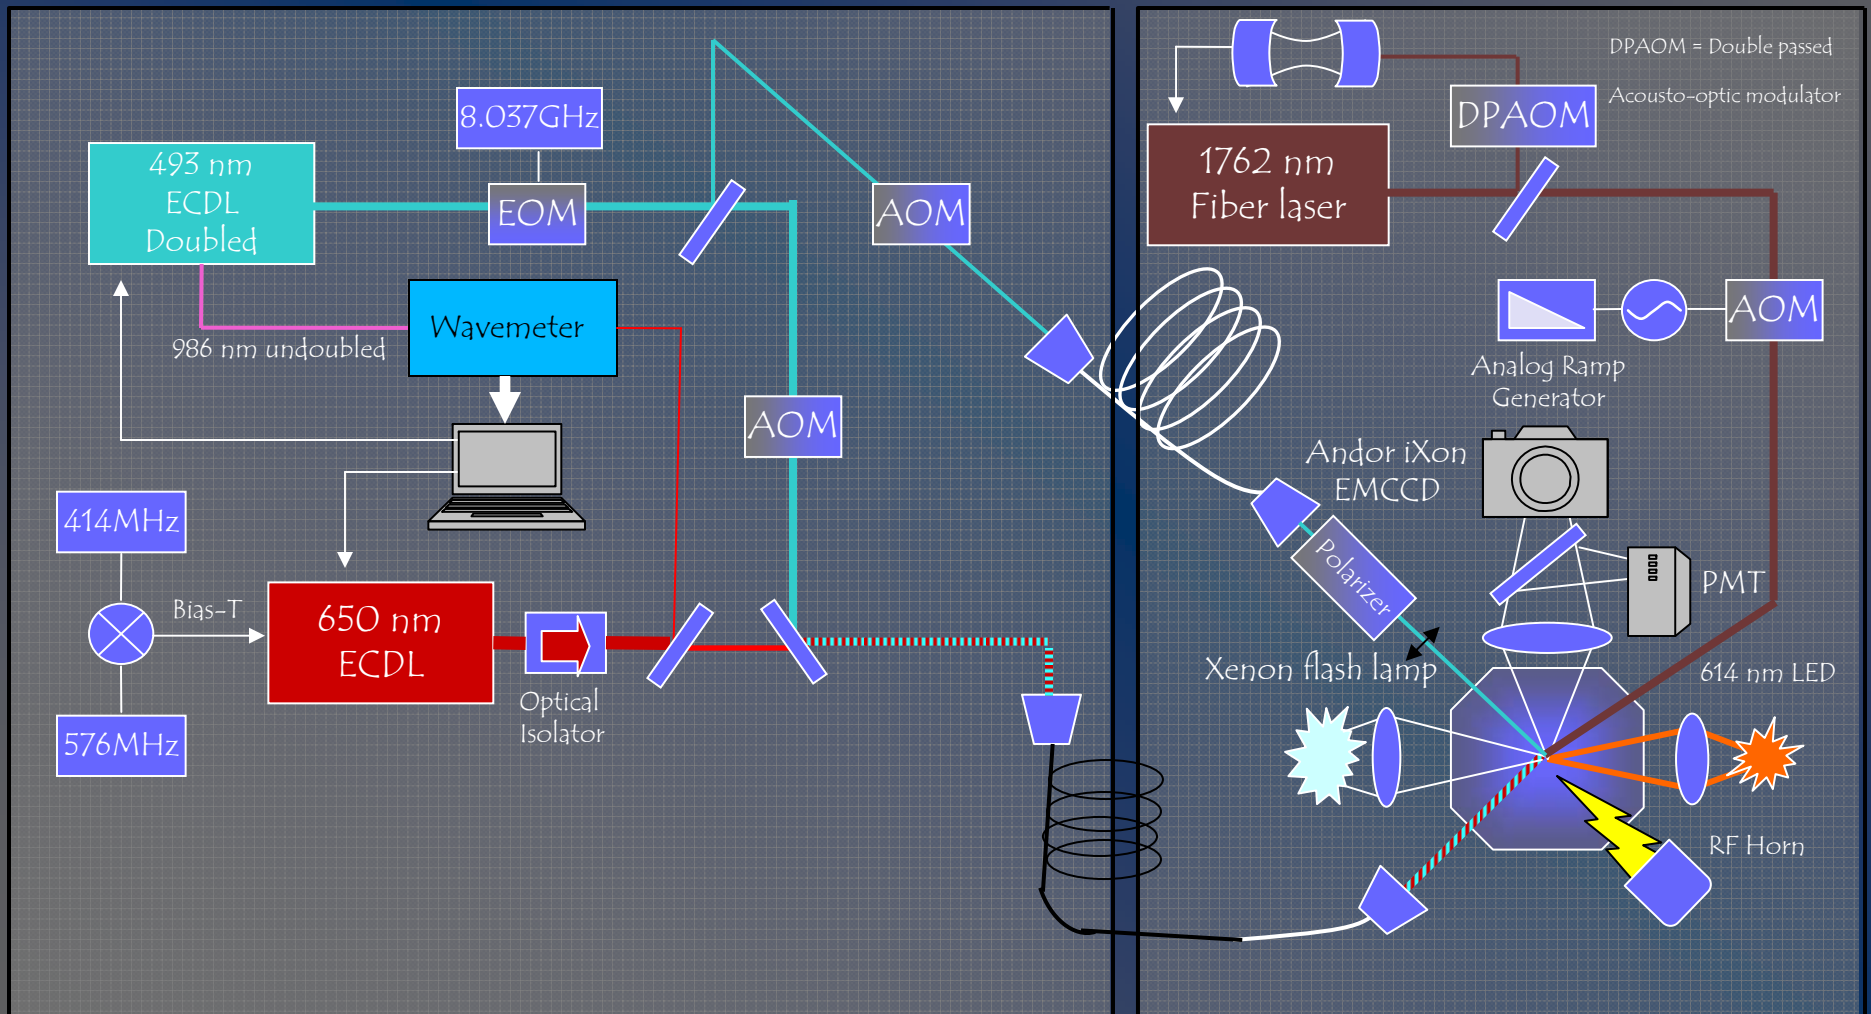 8.037GHz
493 nm
ECDL
Doubled
EOM
AOM
Wavemeter
986 nm undoubled
AOM
414MHz
Bias-T
650 nm
ECDL
Optical
Isolator
576MHz
DPAOM = Double passed
Acousto-optic modulator
DPAOM
1762 nm
Fiber laser
AOM
Analog Ramp
Generator
Andor iXon
EMCCD
Polarizer
PMT
Xenon flash lamp
614 nm LED
RF Horn